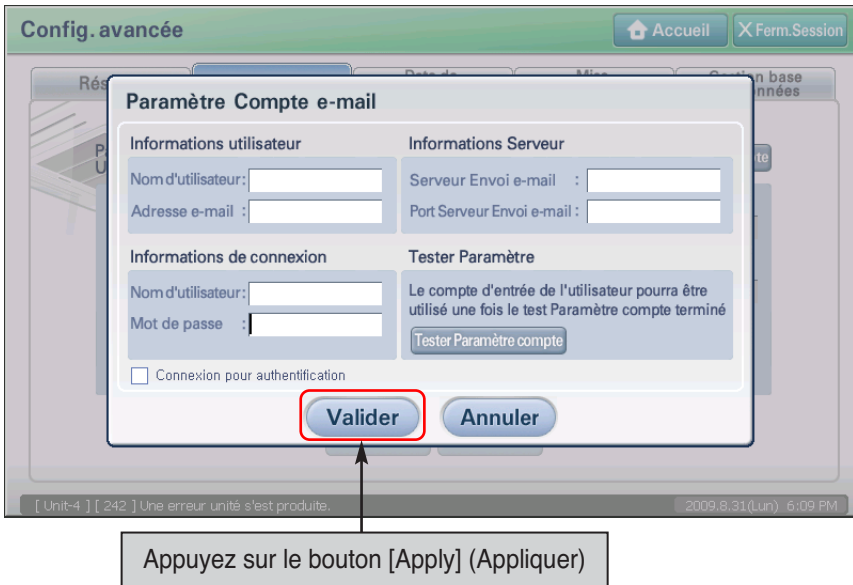 Config. avancée
Accueil
X Ferm.Session
Paramètre Compte e-mail
Informations utilisateur
Nom d'utilisateur:
Adresse e-mail :
Informations Serveur
Serveur Envoi e-mail :
Port Serveur Envoi e-mail :
Informations de connexion
Nom d'utilisateur:
Mot de passe :
Tester Paramètre
Le compte d'entrée de l'utilisateur pourra être
utilisé une fois le test Paramètre compte terminé
Tester Paramètre compte
Connexion pour authentification
Valider
Annuler
[ Unit-4 ] [ 242 ] Une erreur unité s'est produite.
2009.8.31(Lun) 6:09 PM
Appuyez sur le bouton [Apply] (Appliquer)